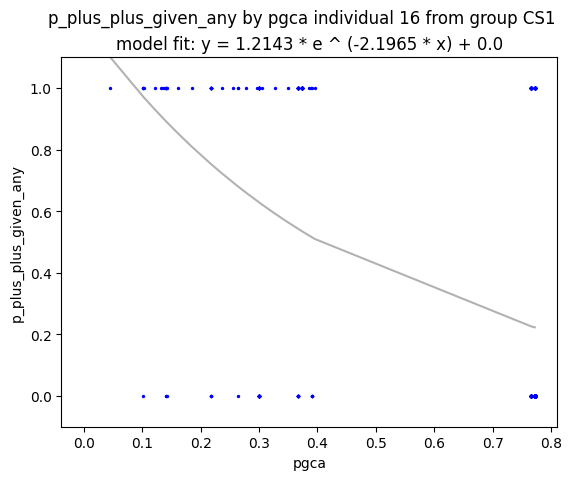 p_plus_plus_given_any by pgca individual 16 from group CS1
model fit: y = 1.2143 * e ^ (-2.1965 * x) + 0.0
1.0
0.8
0.6
0.4
0.2
0.0
p_plus_plus_given_any
0.0 0.1 0.2 0.3 0.4 0.5 0.6 0.7 0.8
pgca